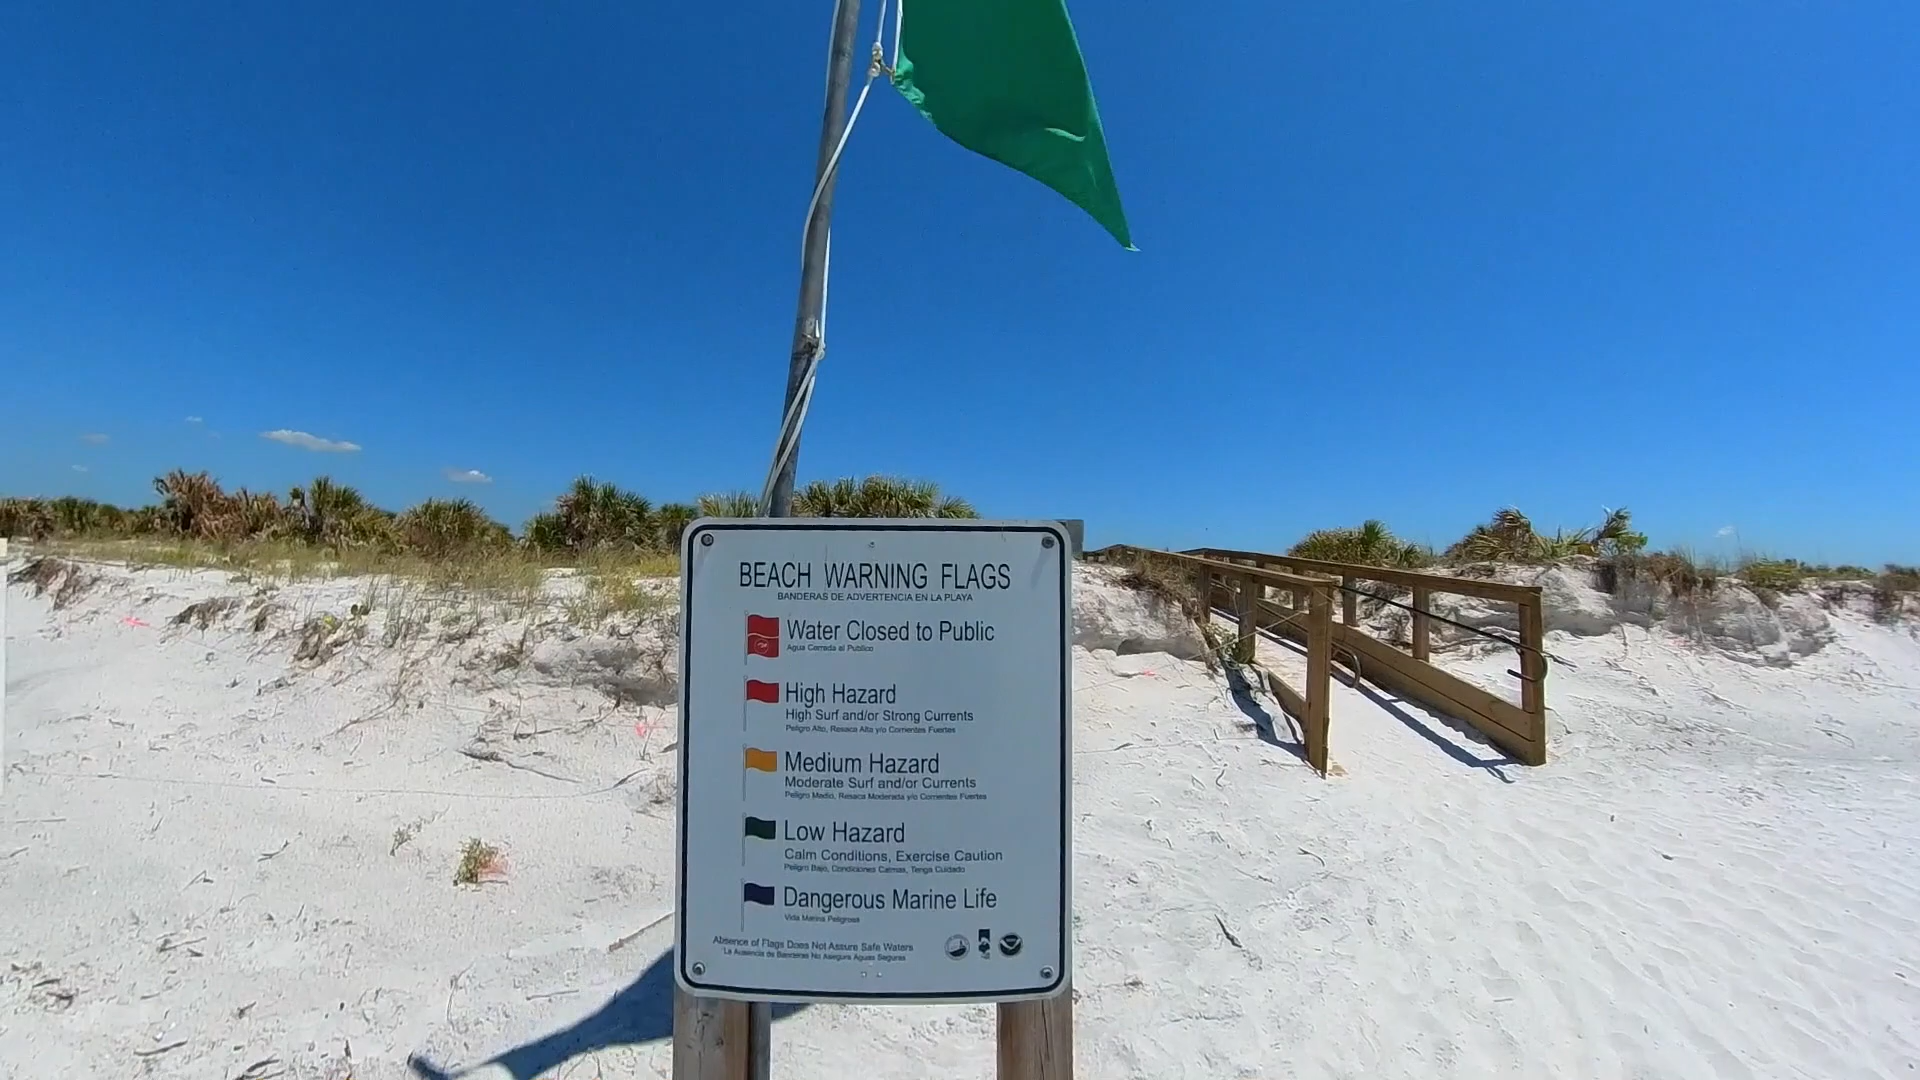 BEACH WARNING FLAGS
BANDERAS DE ADVERTENCIA EN LA PLAYA
Water Closed to Public
Agua Cerrada al Publico
High Hazard
High Surf and/or Strong Currents
Peligro Alto, Resaca Alta y/o Corrientes Fuertes
Medium Hazard
Moderate Surf and/or Currents
Peligro Medio, Resaca Moderada y/o Corrientes Fuertes
Low Hazard
Calm Conditions, Exercise Caution
Peligro Bajo, Condiciones Calmas, Tenga Cuidado
Dangerous Marine Life
Vida Marina Peligrosa
Absence of Flags Does Not Assure Safe Waters
La Ausencia de Banderas No Asegura Aguas Seguras